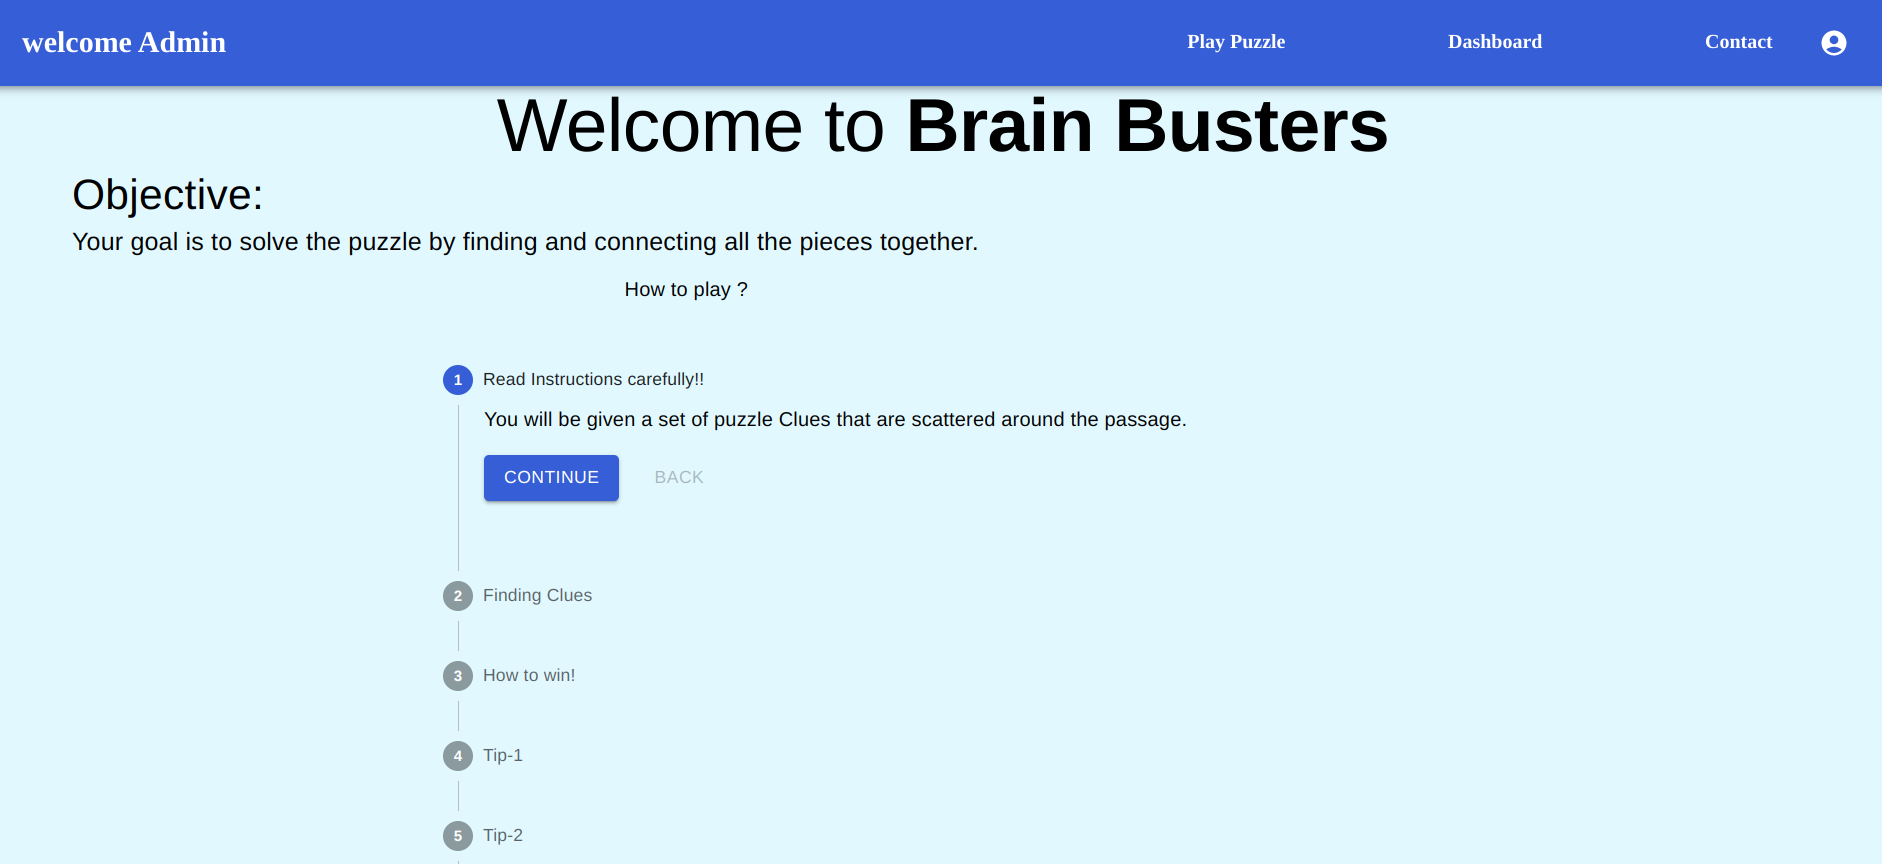 welcome Admin Play Puzzle Dashboard Contact
Welcome to Brain Busters
Objective:
Your goal is to solve the puzzle by finding and connecting all the pieces together.
How to play ?
1 Read Instructions carefully!!
You will be given a set of puzzle Clues that are scattered around the passage.
CONTINUE BACK
2 Finding Clues
3 How to win!
4 Tip-1
5 Tip-2